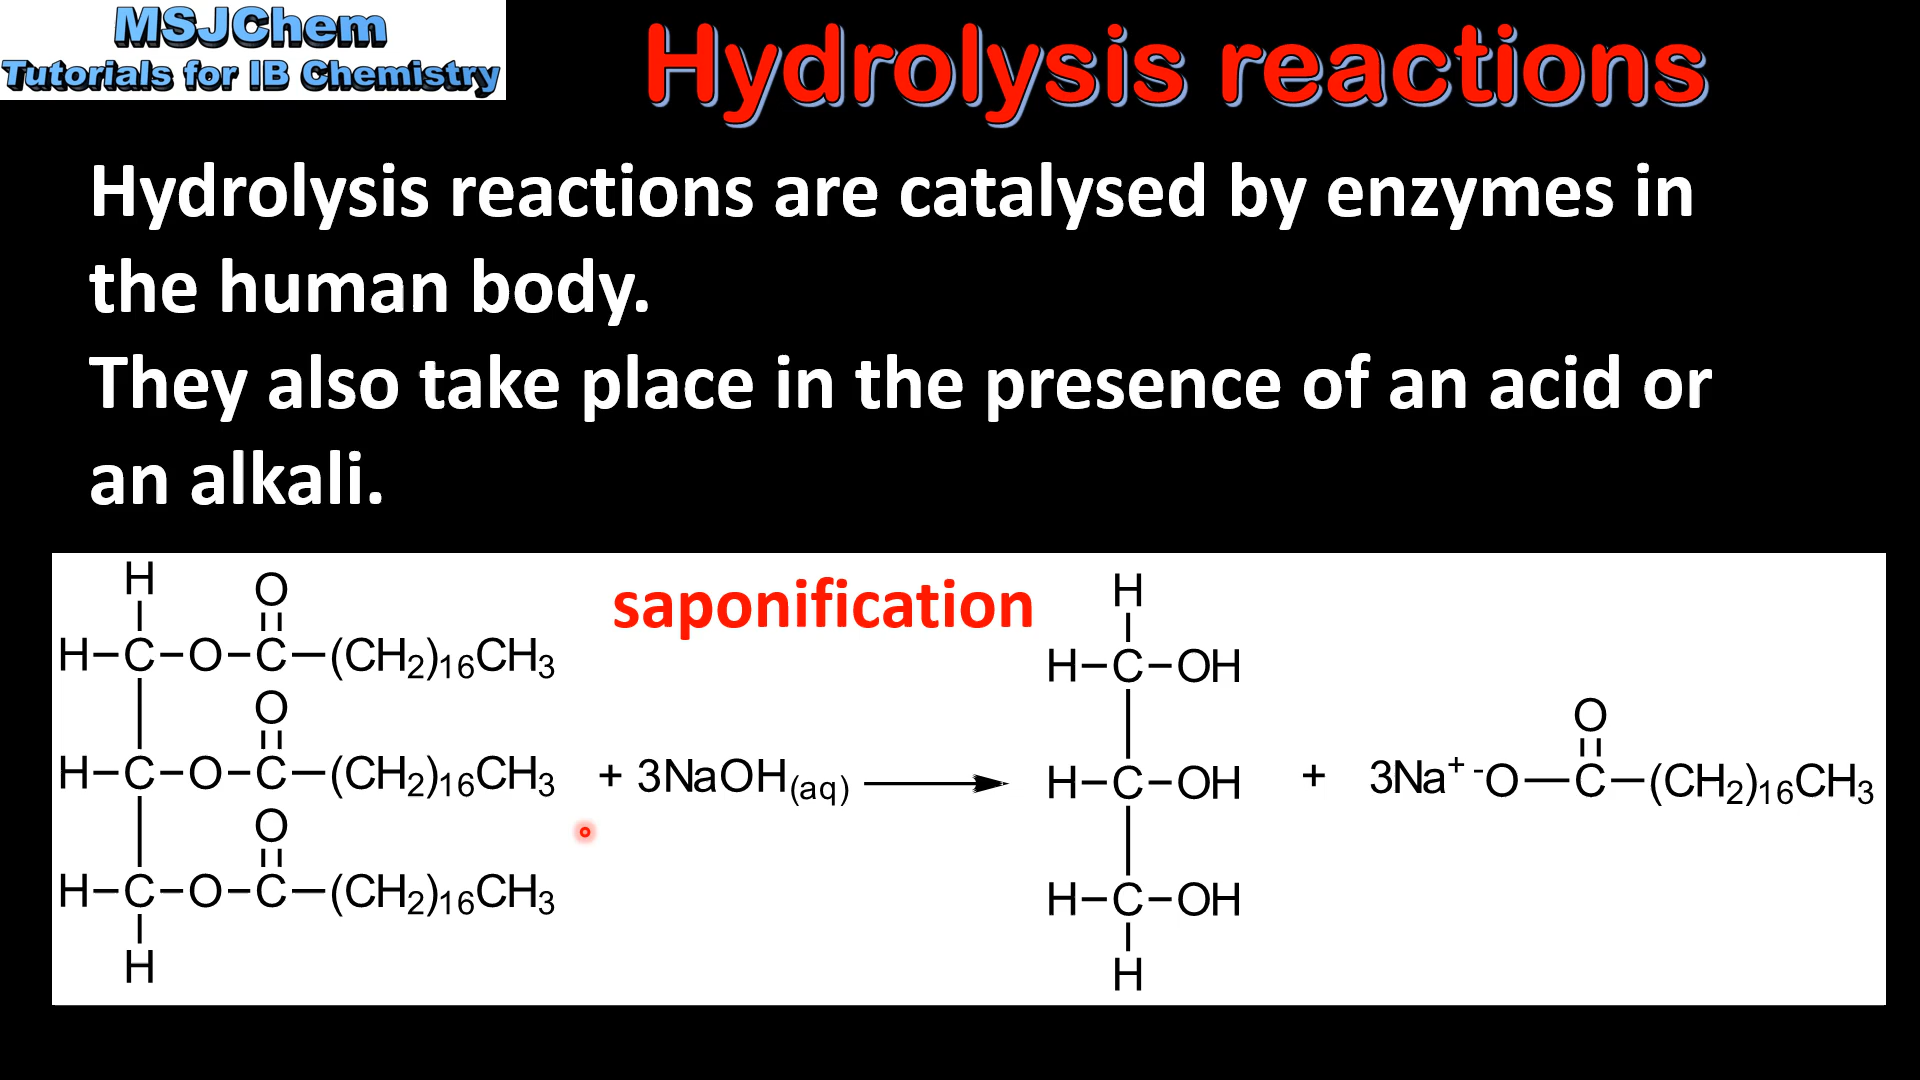 MSJChem
Tutorials for IB Chemistry
Hydrolysis reactions
Hydrolysis reactions are catalysed by enzymes in
the human body.
They also take place in the presence of an acid or
an alkali.
saponification
H
O
H–C–O–C–(CH₂)₁₆CH₃
O
H–C–O–C–(CH₂)₁₆CH₃
O
H–C–O–C–(CH₂)₁₆CH₃
H
+ 3NaOH(aq)
H
H–C–OH
H–C–OH
H–C–OH
H
+
O
3Na⁺ ⁻O–C–(CH₂)₁₆CH₃